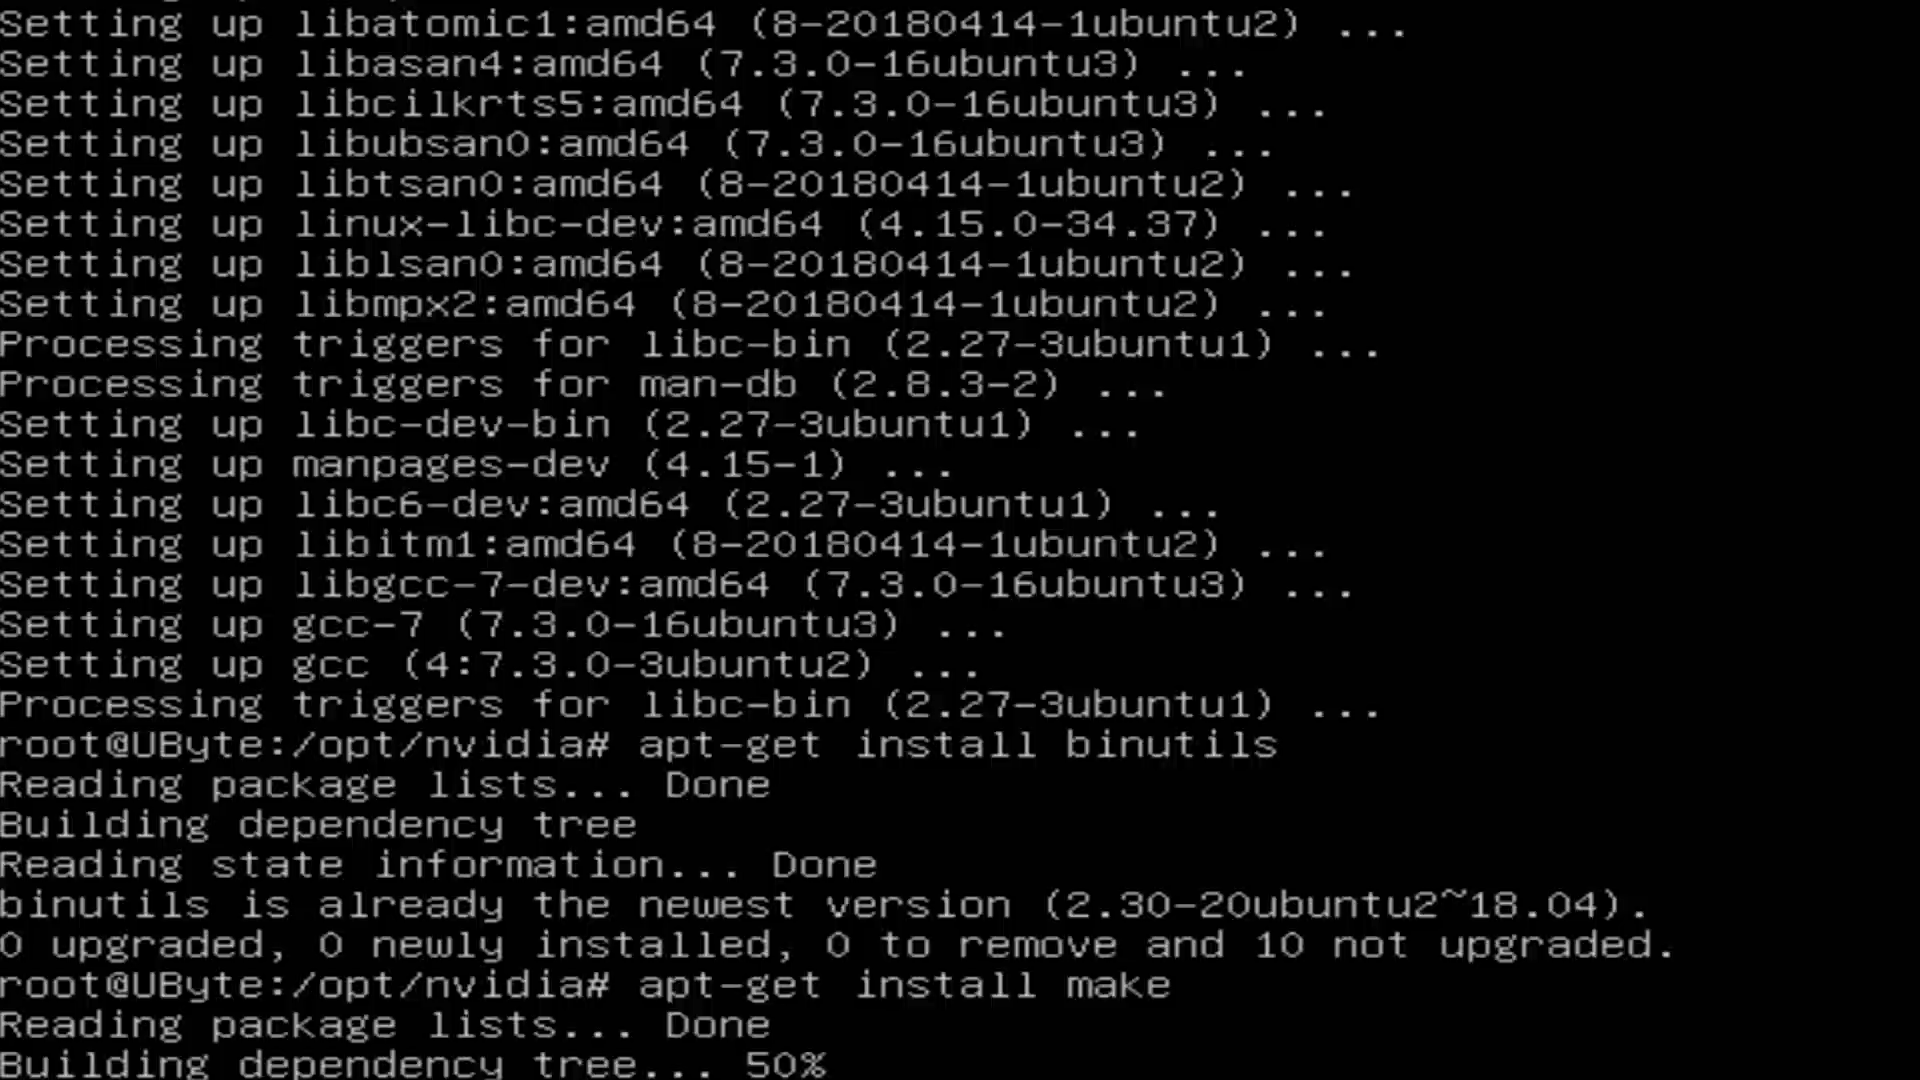 Setting up libatomic1:amd64 (8-20180414-1ubuntu2) ...
Setting up libasan4:amd64 (7.3.0-16ubuntu3) ...
Setting up libcilkrts5:amd64 (7.3.0-16ubuntu3) ...
Setting up libubsan0:amd64 (7.3.0-16ubuntu3) ...
Setting up libtsan0:amd64 (8-20180414-1ubuntu2) ...
Setting up linux-libc-dev:amd64 (4.15.0-34.37) ...
Setting up liblsan0:amd64 (8-20180414-1ubuntu2) ...
Setting up libmpx2:amd64 (8-20180414-1ubuntu2) ...
Processing triggers for libc-bin (2.27-3ubuntu1) ...
Processing triggers for man-db (2.8.3-2) ...
Setting up libc-dev-bin (2.27-3ubuntu1) ...
Setting up manpages-dev (4.15-1) ...
Setting up libc6-dev:amd64 (2.27-3ubuntu1) ...
Setting up libitm1:amd64 (8-20180414-1ubuntu2) ...
Setting up libgcc-7-dev:amd64 (7.3.0-16ubuntu3) ...
Setting up gcc-7 (7.3.0-16ubuntu3) ...
Setting up gcc (4:7.3.0-3ubuntu2) ...
Processing triggers for libc-bin (2.27-3ubuntu1) ...
root@UByte:/opt/nvidia# apt-get install binutils
Reading package lists... Done
Building dependency tree
Reading state information... Done
binutils is already the newest version (2.30-20ubuntu2~18.04).
0 upgraded, 0 newly installed, 0 to remove and 10 not upgraded.
root@UByte:/opt/nvidia# apt-get install make
Reading package lists... Done
Building dependency tree... 50%